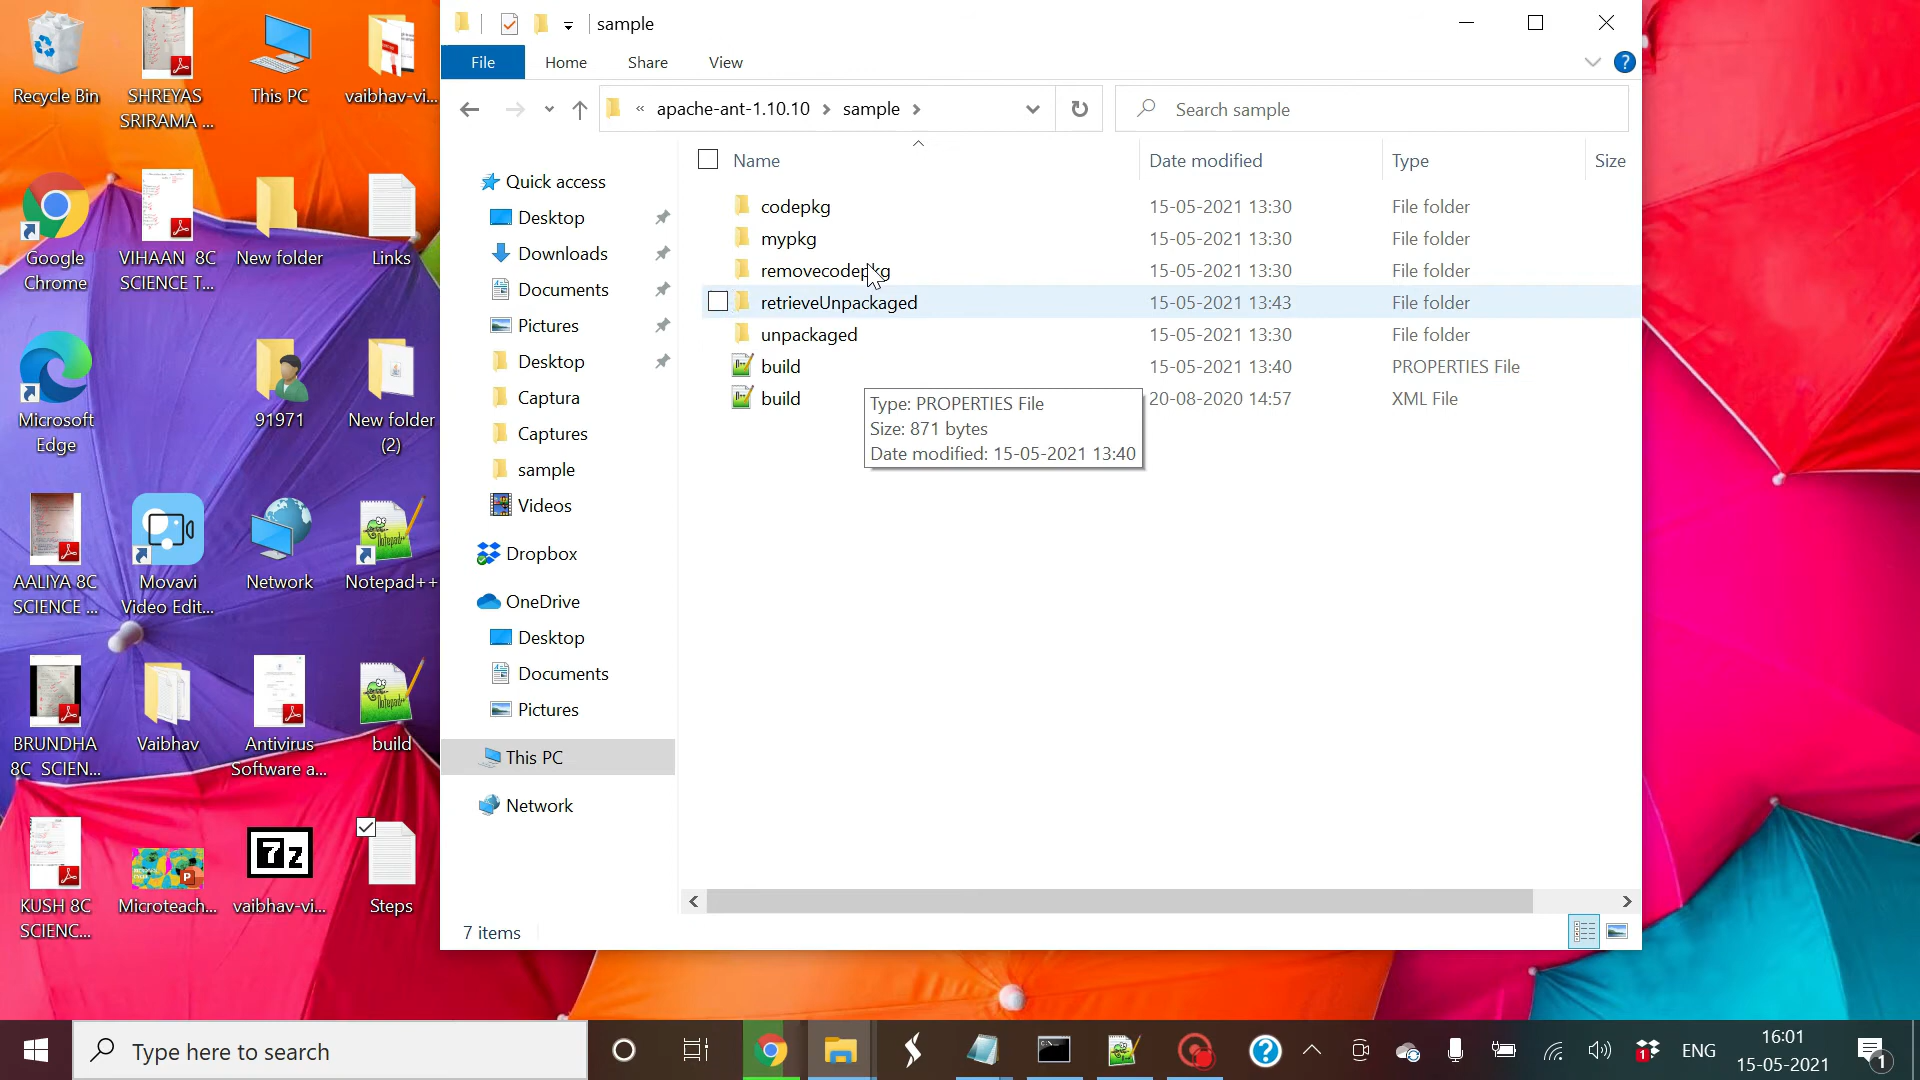 Recycle Bin
SHREYAS
SRIRAMA ...
This PC
vaibhav-vi...
Google
Chrome
VIHAAN 8C
SCIENCE T...
New folder
Links
Microsoft
Edge
91971
New folder
(2)
AALIYA 8C
SCIENCE ...
Movavi
Video Edit...
Network
Notepad++
BRUNDHA
8C SCIEN...
Vaibhav
Antivirus
Software a...
build
KUSH 8C
SCIENC...
Microteach...
7z
vaibhav-vi...
Steps
sample
File
Home
Share
View
?
« apache-ant-1.10.10 > sample >
Search sample
Name
Date modified
Type
Size
Quick access
Desktop
Downloads
Documents
Pictures
Desktop
Captura
Captures
sample
Videos
Dropbox
OneDrive
Desktop
Documents
Pictures
This PC
Network
codepkg 15-05-2021 13:30 File folder
mypkg 15-05-2021 13:30 File folder
removecodepkg 15-05-2021 13:30 File folder
retrieveUnpackaged 15-05-2021 13:43 File folder
unpackaged 15-05-2021 13:30 File folder
build 15-05-2021 13:40 PROPERTIES File
build 20-08-2020 14:57 XML File
Type: PROPERTIES File
Size: 871 bytes
Date modified: 15-05-2021 13:40
7 items
Type here to search
?
1
ENG
16:01
15-05-2021
1